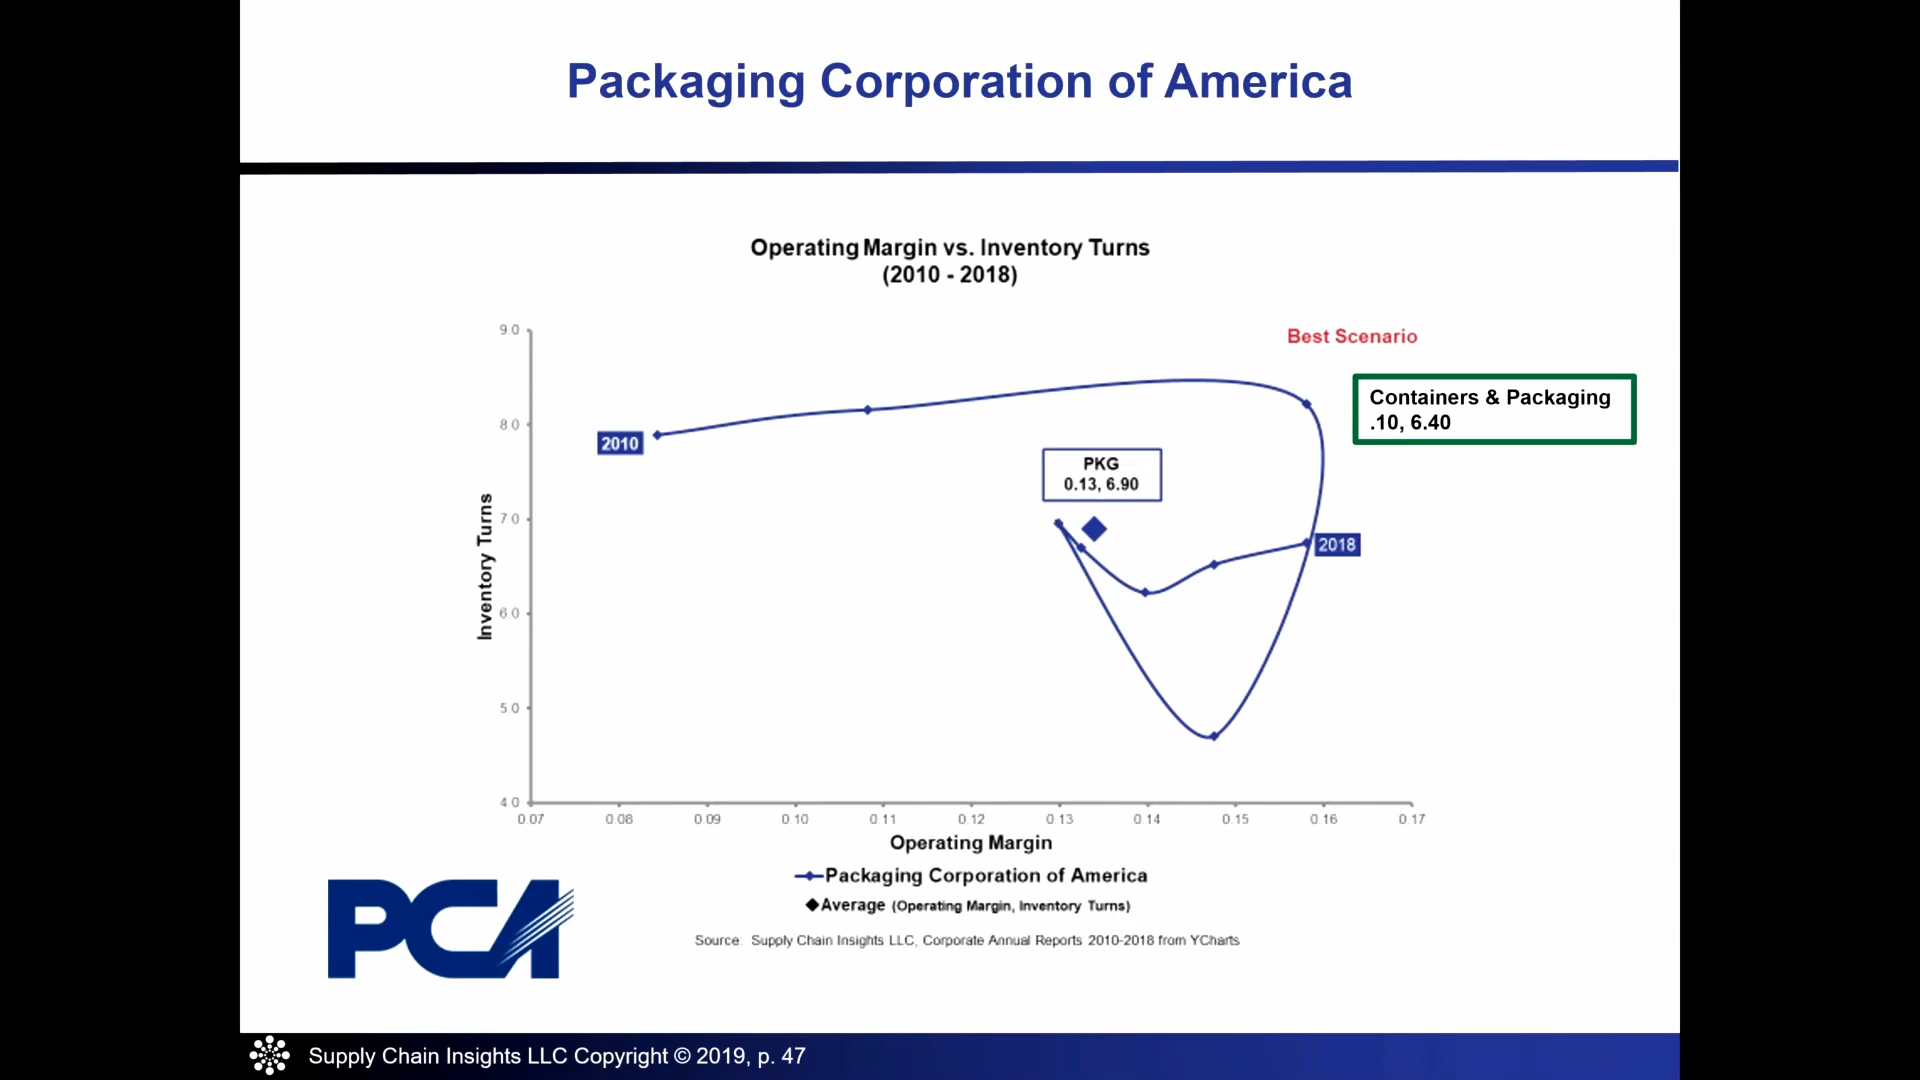 Packaging Corporation of America
Operating Margin vs. Inventory Turns
(2010 - 2018)
Best Scenario
Containers & Packaging
.10, 6.40
PKG
0.13, 6.90
2010
2018
Inventory Turns
9.0
8.0
7.0
6.0
5.0
4.0
0.07 0.08 0.09 0.10 0.11 0.12 0.13 0.14 0.15 0.16 0.17
Operating Margin
Packaging Corporation of America
Average (Operating Margin, Inventory Turns)
Source: Supply Chain Insights LLC, Corporate Annual Reports 2010-2018 from YCharts
PCA
Supply Chain Insights LLC Copyright © 2019, p. 47